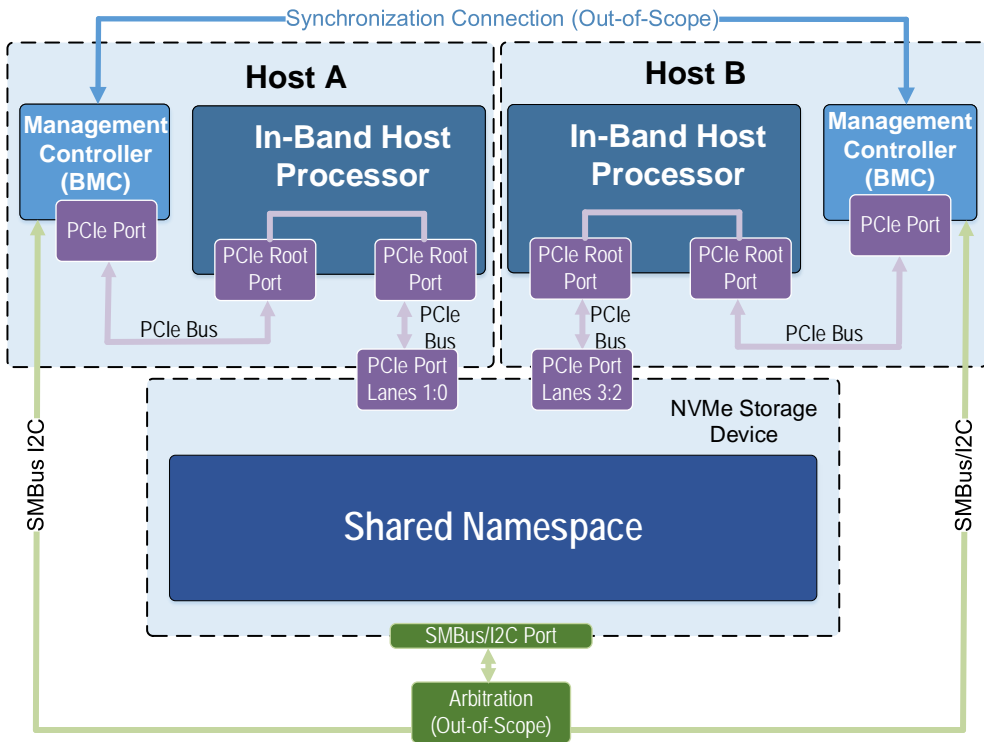 Synchronization Connection (Out-of-Scope)
Host A
Host B
Management
Controller
(BMC)
PCIe Port
In-Band Host
Processor
PCIe Root
Port
PCIe Root
Port
In-Band Host
Processor
PCIe Root
Port
PCIe Root
Port
Management
Controller
(BMC)
PCIe Port
PCIe Bus
PCIe
Bus
PCIe
Bus
PCIe Bus
PCIe Port
Lanes 1:0
PCIe Port
Lanes 3:2
NVMe Storage
Device
SMBus I2C
SMBus/I2C
Shared Namespace
SMBus/I2C Port
Arbitration
(Out-of-Scope)